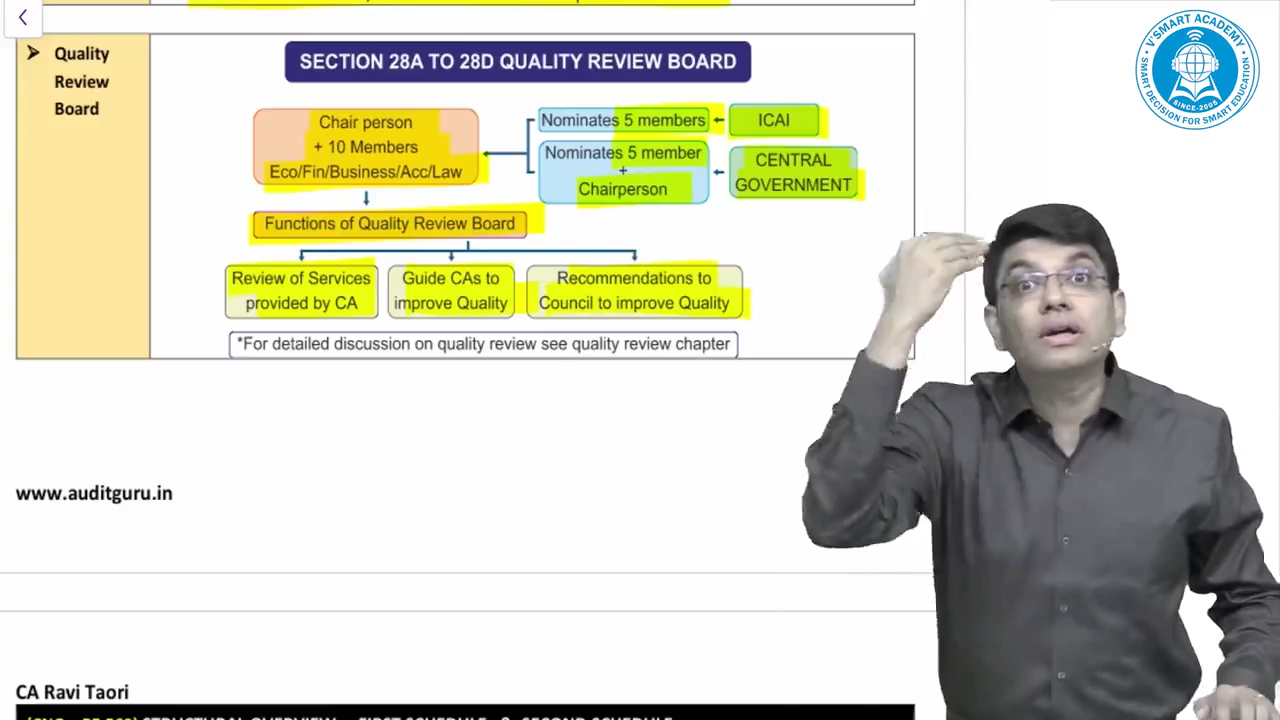 Quality
Review
Board
SECTION 28A TO 28D QUALITY REVIEW BOARD
Chair person
+ 10 Members
Eco/Fin/Business/Acc/Law
Nominates 5 members
ICAI
Nominates 5 member
+
Chairperson
CENTRAL
GOVERNMENT
Functions of Quality Review Board
Review of Services
provided by CA
Guide CAs to
improve Quality
Recommendations to
Council to improve Quality
*For detailed discussion on quality review see quality review chapter
www.auditguru.in
CA Ravi Taori
V'SMART ACADEMY
SINCE-2005
SMART DECISION FOR SMART EDUCATION